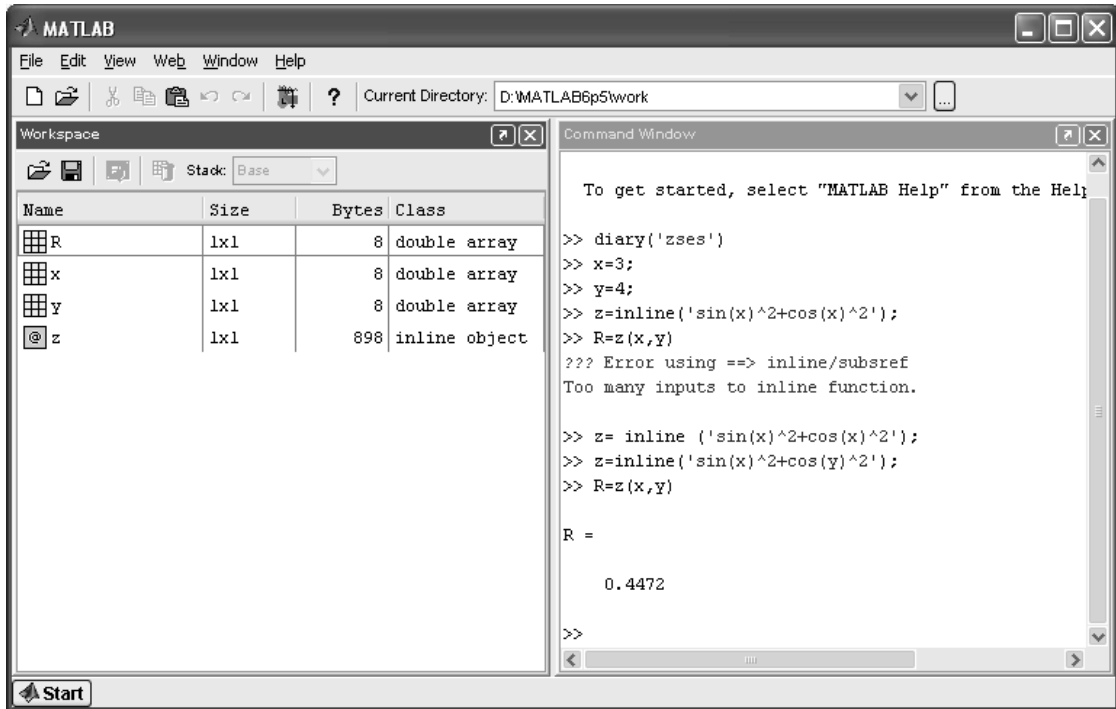 MATLAB
File Edit View Web Window Help
? Current Directory: D:\MATLAB6p5\work ...
Workspace
Stack: Base
Name Size Bytes Class
R 1x1 8 double array
x 1x1 8 double array
y 1x1 8 double array
@ z 1x1 898 inline object
Command Window
To get started, select "MATLAB Help" from the Help
>> diary('zses')
>> x=3;
>> y=4;
>> z=inline('sin(x)^2+cos(x)^2');
>> R=z(x,y)
??? Error using ==> inline/subsref
Too many inputs to inline function.
>> z= inline ('sin(x)^2+cos(x)^2');
>> z=inline('sin(x)^2+cos(y)^2');
>> R=z(x,y)
R =
0.4472
>>
Start